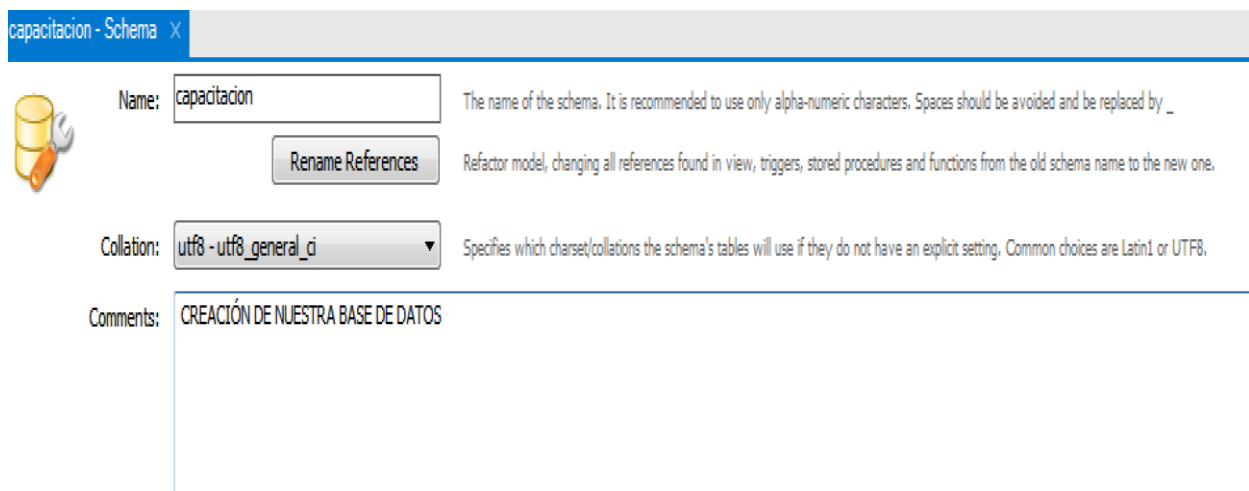 capacitacion - Schema X
Name: capacitacion The name of the schema. It is recommended to use only alpha-numeric characters. Spaces should be avoided and be replaced by _
Rename References Refactor model, changing all references found in view, triggers, stored procedures and functions from the old schema name to the new one.
Collation: utf8 - utf8_general_ci Specifies which charset/collations the schema's tables will use if they do not have an explicit setting. Common choices are Latin1 or UTF8.
Comments: CREACIÓN DE NUESTRA BASE DE DATOS